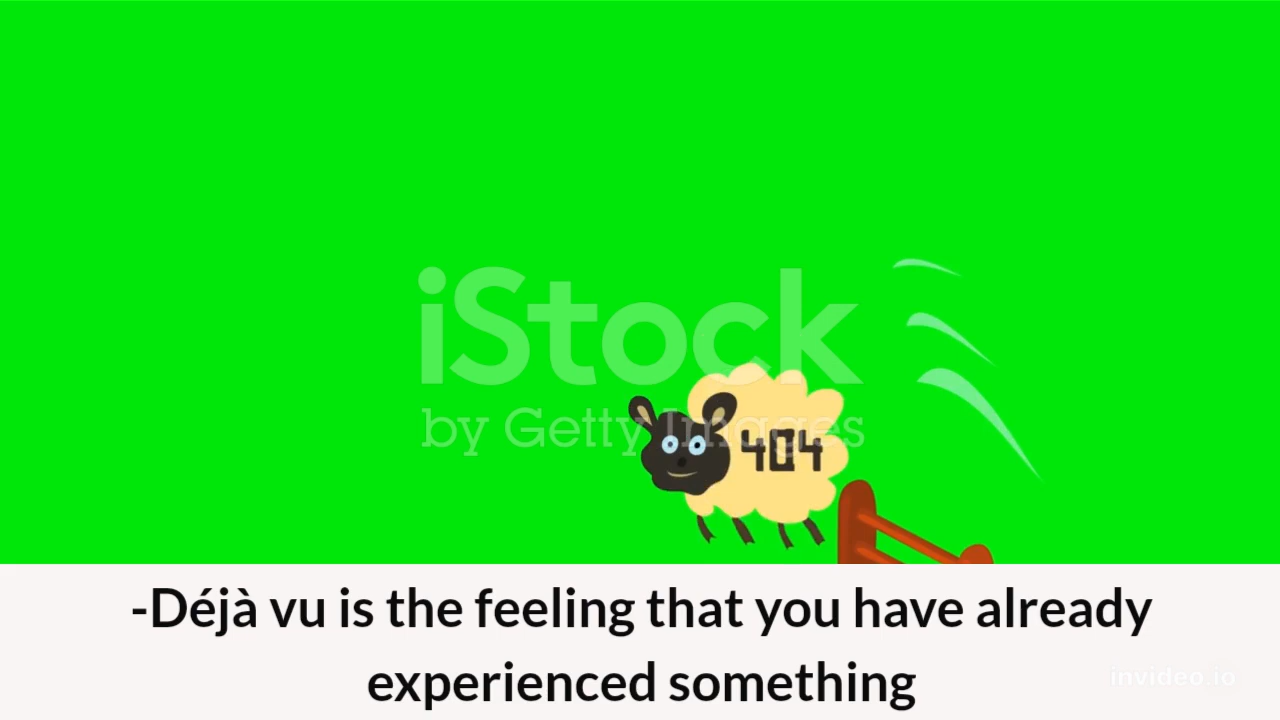 iStock
by Getty Images
404
-Déjà vu is the feeling that you have already
experienced something
invideo.io